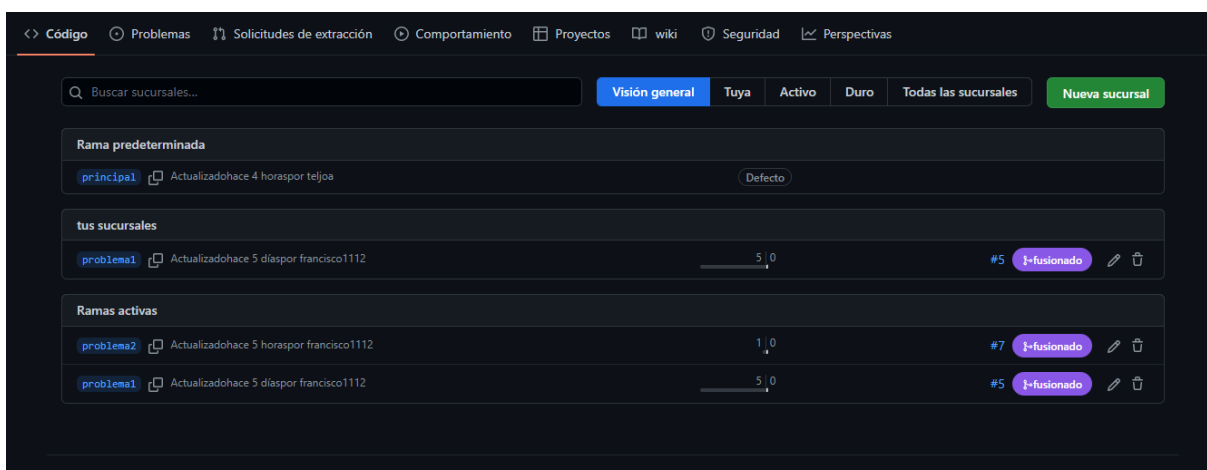 <> Código Problemas Solicitudes de extracción Comportamiento Proyectos wiki Seguridad Perspectivas
Buscar sucursales... Visión general Tuya Activo Duro Todas las sucursales Nueva sucursal
Rama predeterminada
principal Actualizadohace 4 horaspor teljoa Defecto
tus sucursales
problema1 Actualizadohace 5 díaspor francisco1112 5 | 0 #5 fusionado
Ramas activas
problema2 Actualizadohace 5 horaspor francisco1112 1 | 0 #7 fusionado
problema1 Actualizadohace 5 díaspor francisco1112 5 | 0 #5 fusionado